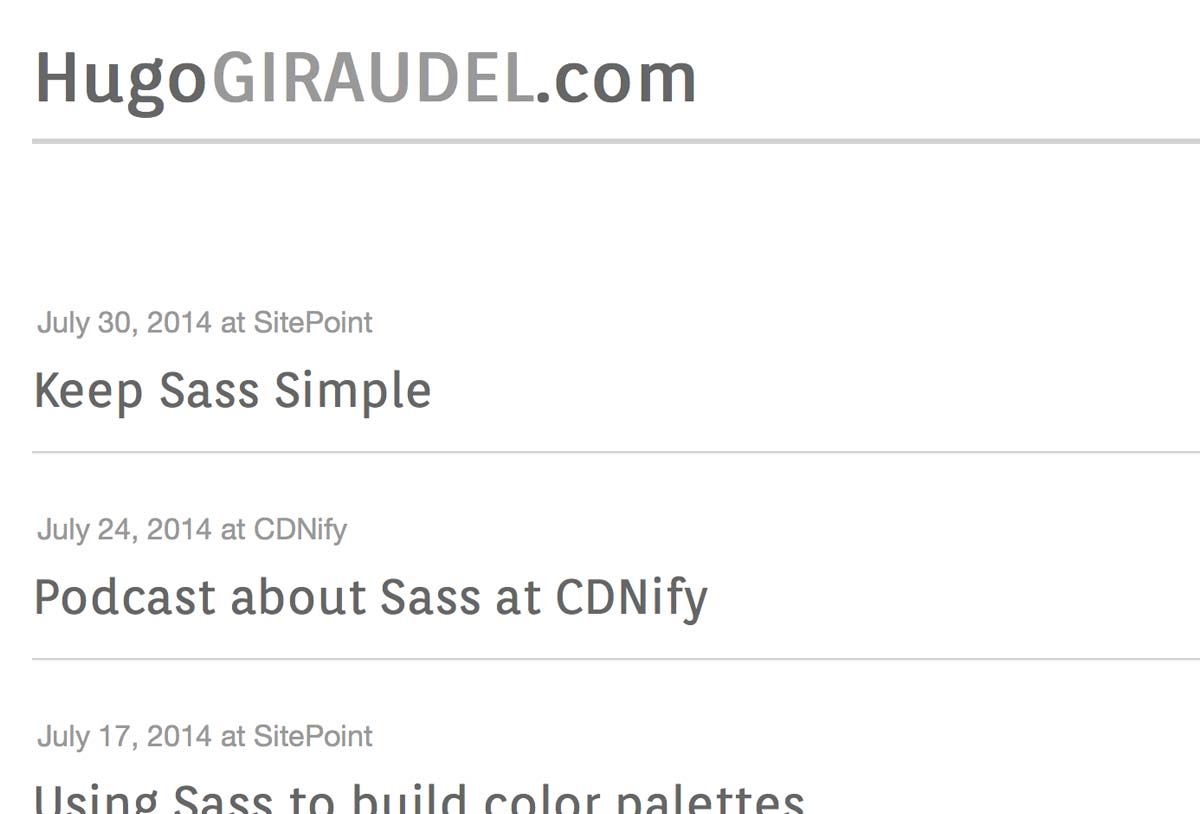 HugoGIRAUDEL.com
July 30, 2014 at SitePoint
Keep Sass Simple
July 24, 2014 at CDNify
Podcast about Sass at CDNify
July 17, 2014 at SitePoint
Using Sass to build color palettes